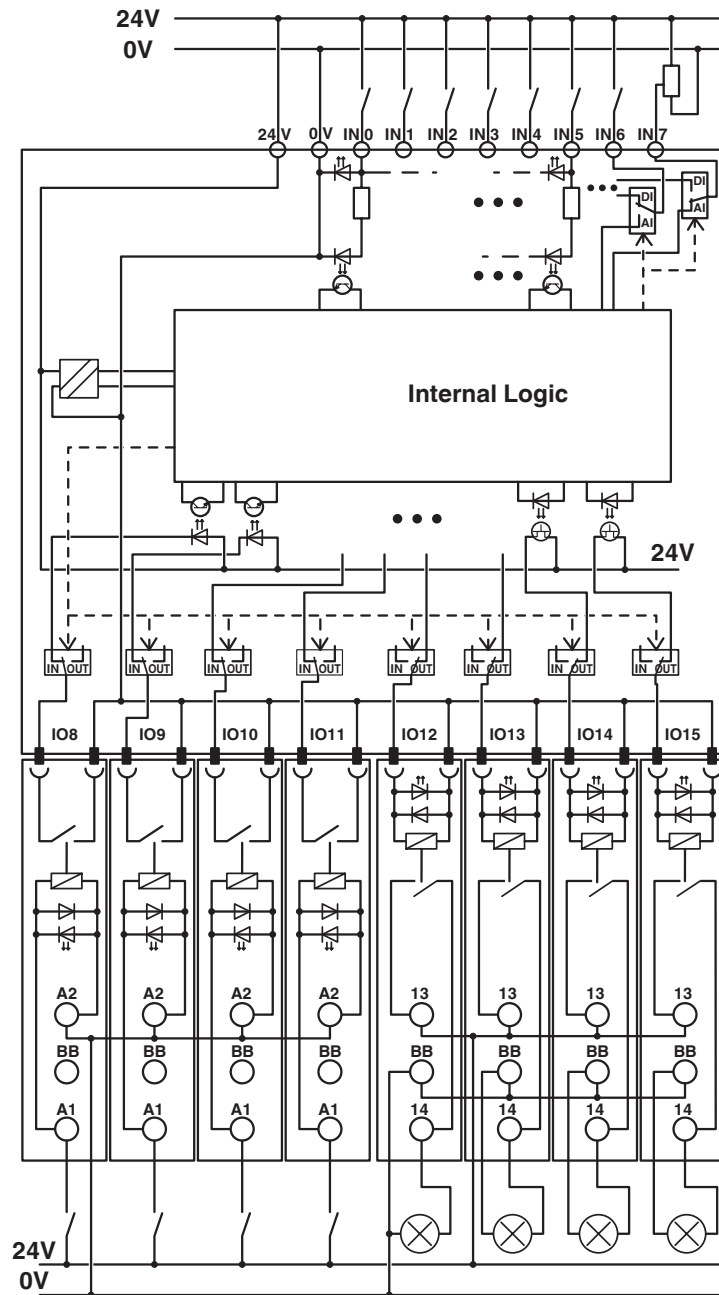 24V
0V
24 V 0 V IN 0 IN 1 IN 2 IN 3 IN 4 IN 5 IN 6 IN 7
DI
AI
DI
AI
Internal Logic
24V
IN OUT IN OUT IN OUT IN OUT IN OUT IN OUT IN OUT IN OUT
IO8 IO9 IO10 IO11 IO12 IO13 IO14 IO15
A2 A2 A2 A2 13 13 13 13
BB BB BB BB BB BB BB BB
A1 A1 A1 A1 14 14 14 14
24V
0V